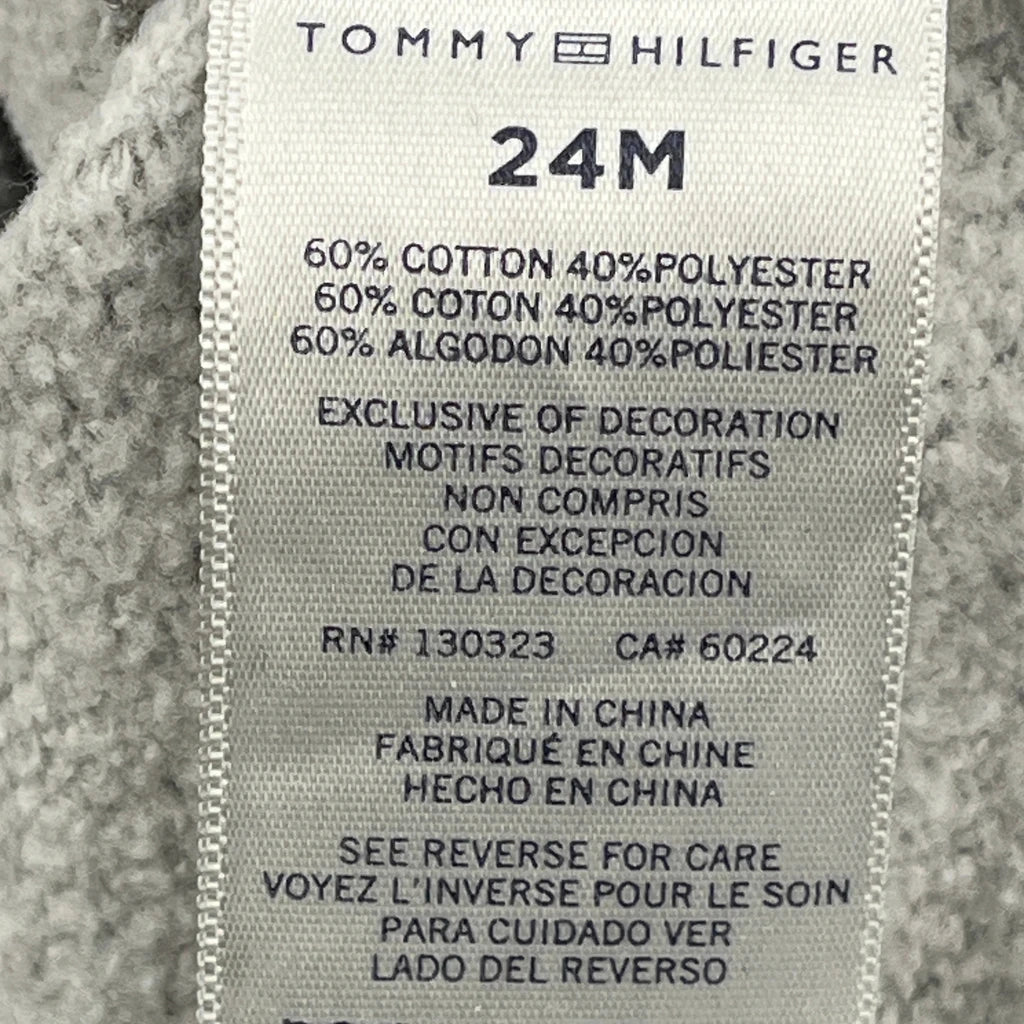 TOMMY HILFIGER
24M
60% COTTON 40%POLYESTER
60% COTON 40%POLYESTER
60% ALGODON 40%POLIESTER
EXCLUSIVE OF DECORATION
MOTIFS DECORATIFS
NON COMPRIS
CON EXCEPCION
DE LA DECORACION
RN# 130323 CA# 60224
MADE IN CHINA
FABRIQUÉ EN CHINE
HECHO EN CHINA
SEE REVERSE FOR CARE
VOYEZ L'INVERSE POUR LE SOIN
PARA CUIDADO VER
LADO DEL REVERSO